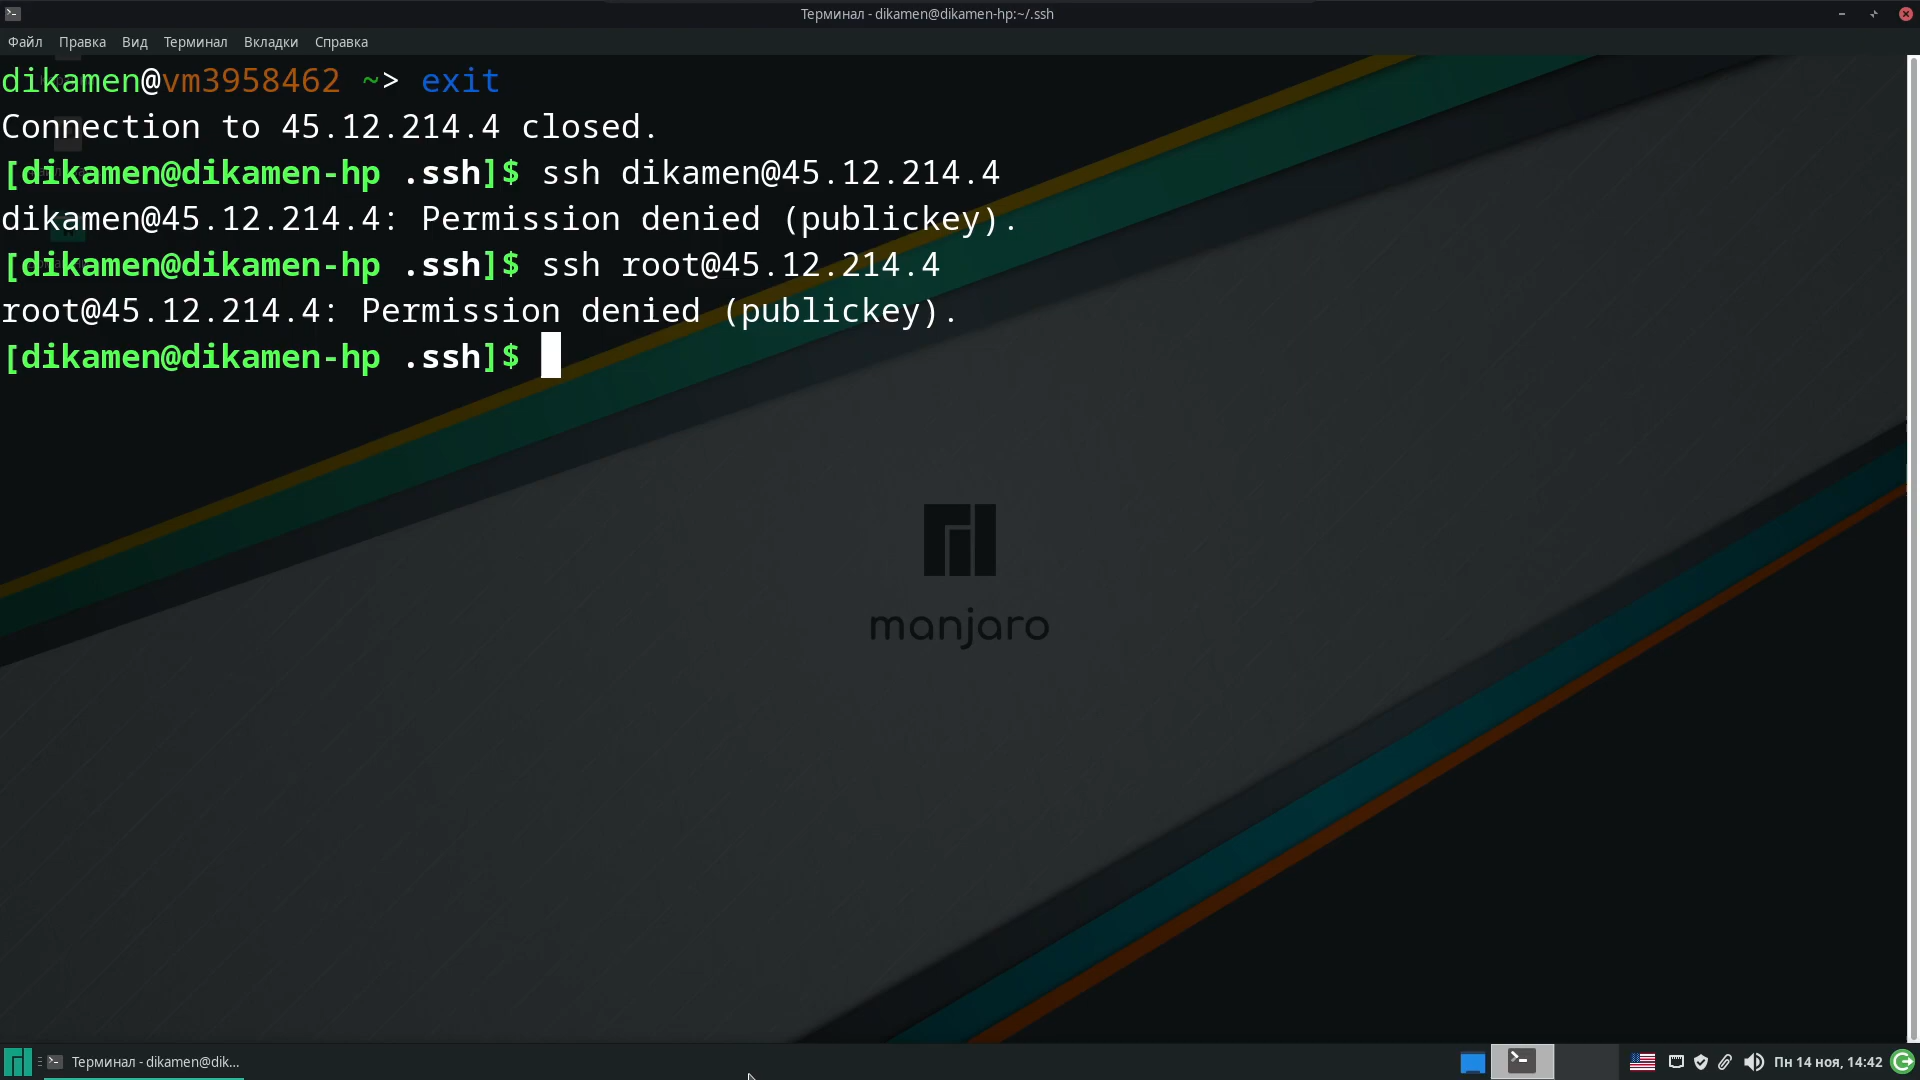 Терминал - dikamen@dikamen-hp:~/.ssh
Файл Правка Вид Терминал Вкладки Справка
dikamen@vm3958462 ~> exit
Connection to 45.12.214.4 closed.
[dikamen@dikamen-hp .ssh]$ ssh dikamen@45.12.214.4
dikamen@45.12.214.4: Permission denied (publickey).
[dikamen@dikamen-hp .ssh]$ ssh root@45.12.214.4
root@45.12.214.4: Permission denied (publickey).
[dikamen@dikamen-hp .ssh]$
manjaro
Терминал - dikamen@dik...
Пн 14 ноя, 14:42